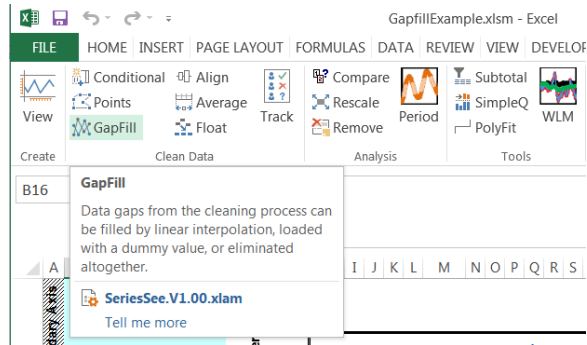 GapfillExample.xlsm - Excel
FILE HOME INSERT PAGE LAYOUT FORMULAS DATA REVIEW VIEW DEVELOP
View
Conditional Align
Points Average
GapFill Float
Track
Compare
Rescale
Remove
Period
Subtotal
SimpleQ
PolyFit
WLM
Create Clean Data Analysis Tools
B16
GapFill
Data gaps from the cleaning process can
be filled by linear interpolation, loaded
with a dummy value, or eliminated
altogether.
SeriesSee.V1.00.xlam
Tell me more
A I J K L M N O P Q R S
dary Axis